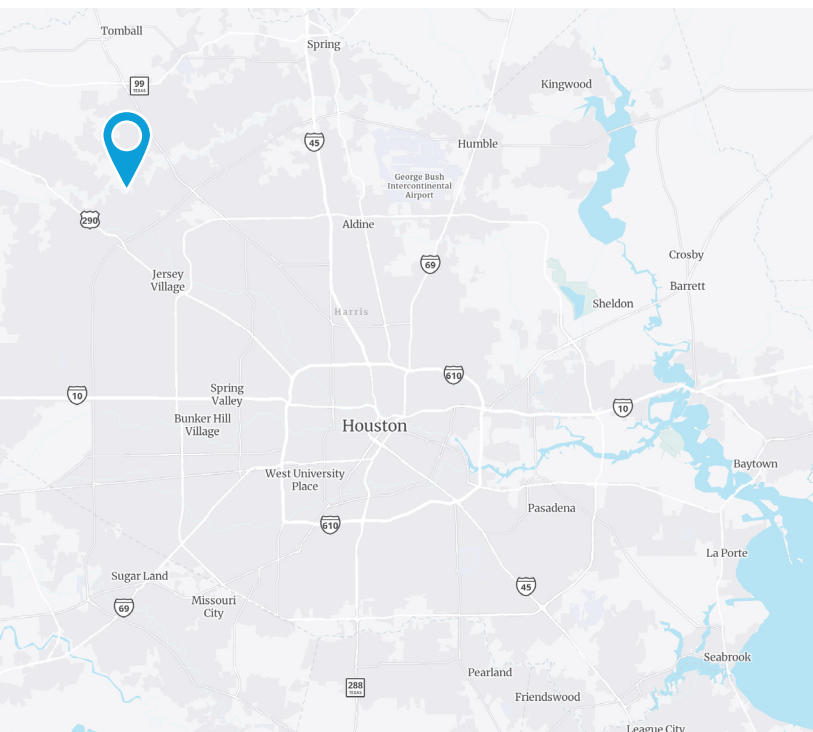 Tomball
Spring
99
TEXAS
Kingwood
45
Humble
George Bush
Intercontinental
Airport
290
Aldine
69
Crosby
Jersey
Village
Barrett
Sheldon
Harris
610
Spring
Valley
10
10
Bunker Hill
Village
Houston
West University
Place
Baytown
Pasadena
610
La Porte
Sugar Land
45
Missouri
City
69
Seabrook
Pearland
288
TEXAS
Friendswood
League City